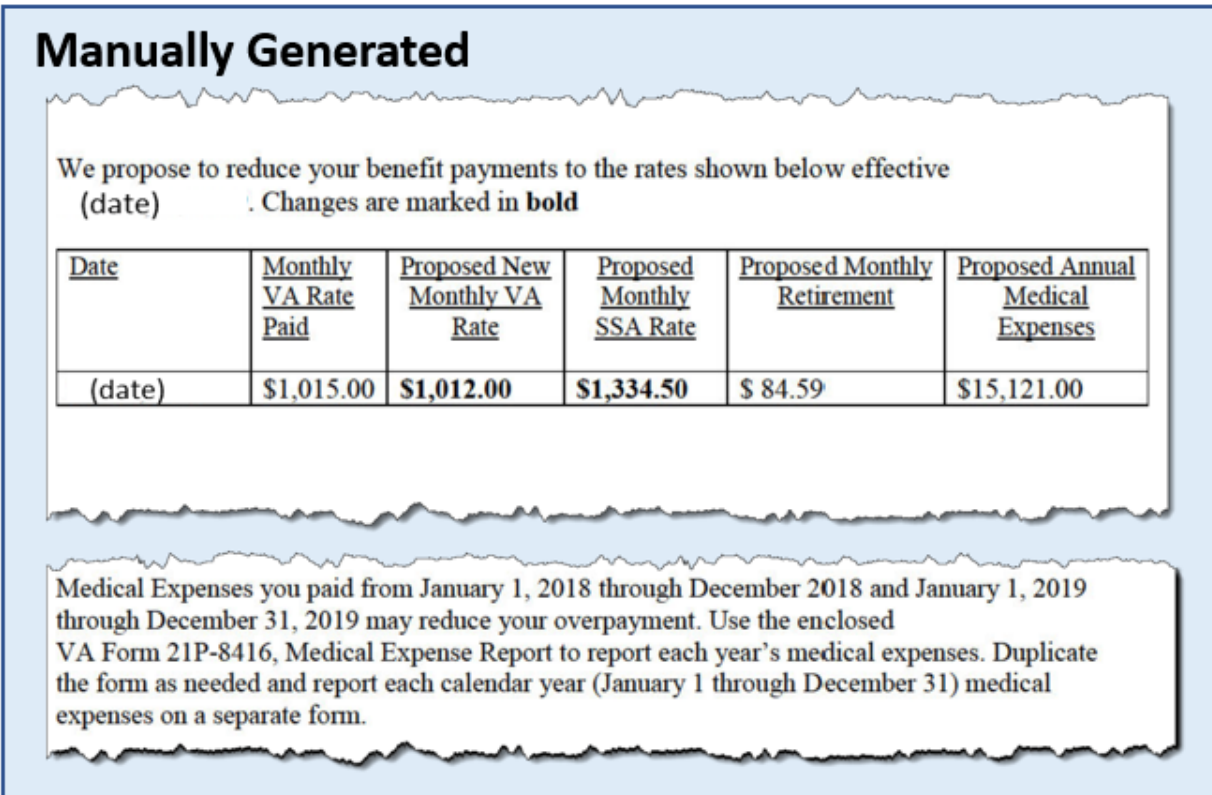 Manually Generated
We propose to reduce your benefit payments to the rates shown below effective
(date) . Changes are marked in bold
Date Monthly VA Rate Paid Proposed New Monthly VA Rate Proposed Monthly SSA Rate Proposed Monthly Retirement Proposed Annual Medical Expenses
(date) $1,015.00 $1,012.00 $1,334.50 $ 84.59 $15,121.00
Medical Expenses you paid from January 1, 2018 through December 2018 and January 1, 2019
through December 31, 2019 may reduce your overpayment. Use the enclosed
VA Form 21P-8416, Medical Expense Report to report each year's medical expenses. Duplicate
the form as needed and report each calendar year (January 1 through December 31) medical
expenses on a separate form.